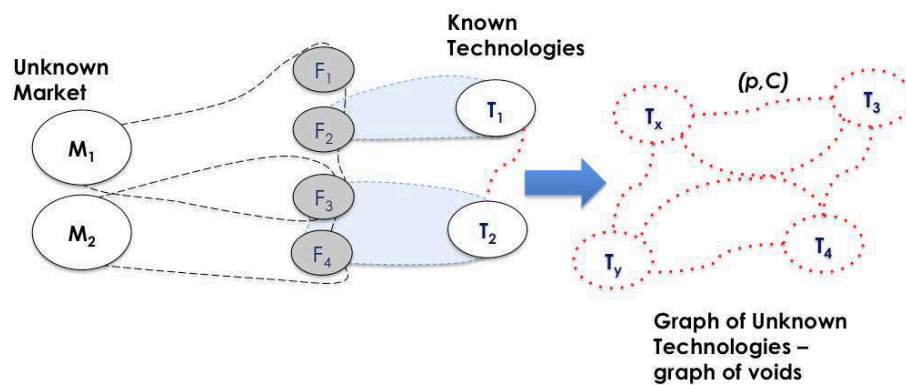 Unknown
Market
M1
M2
F1
F2
F3
F4
Known
Technologies
T1
T2
(p,C)
Tx
T3
Ty
T4
Graph of Unknown
Technologies –
graph of voids